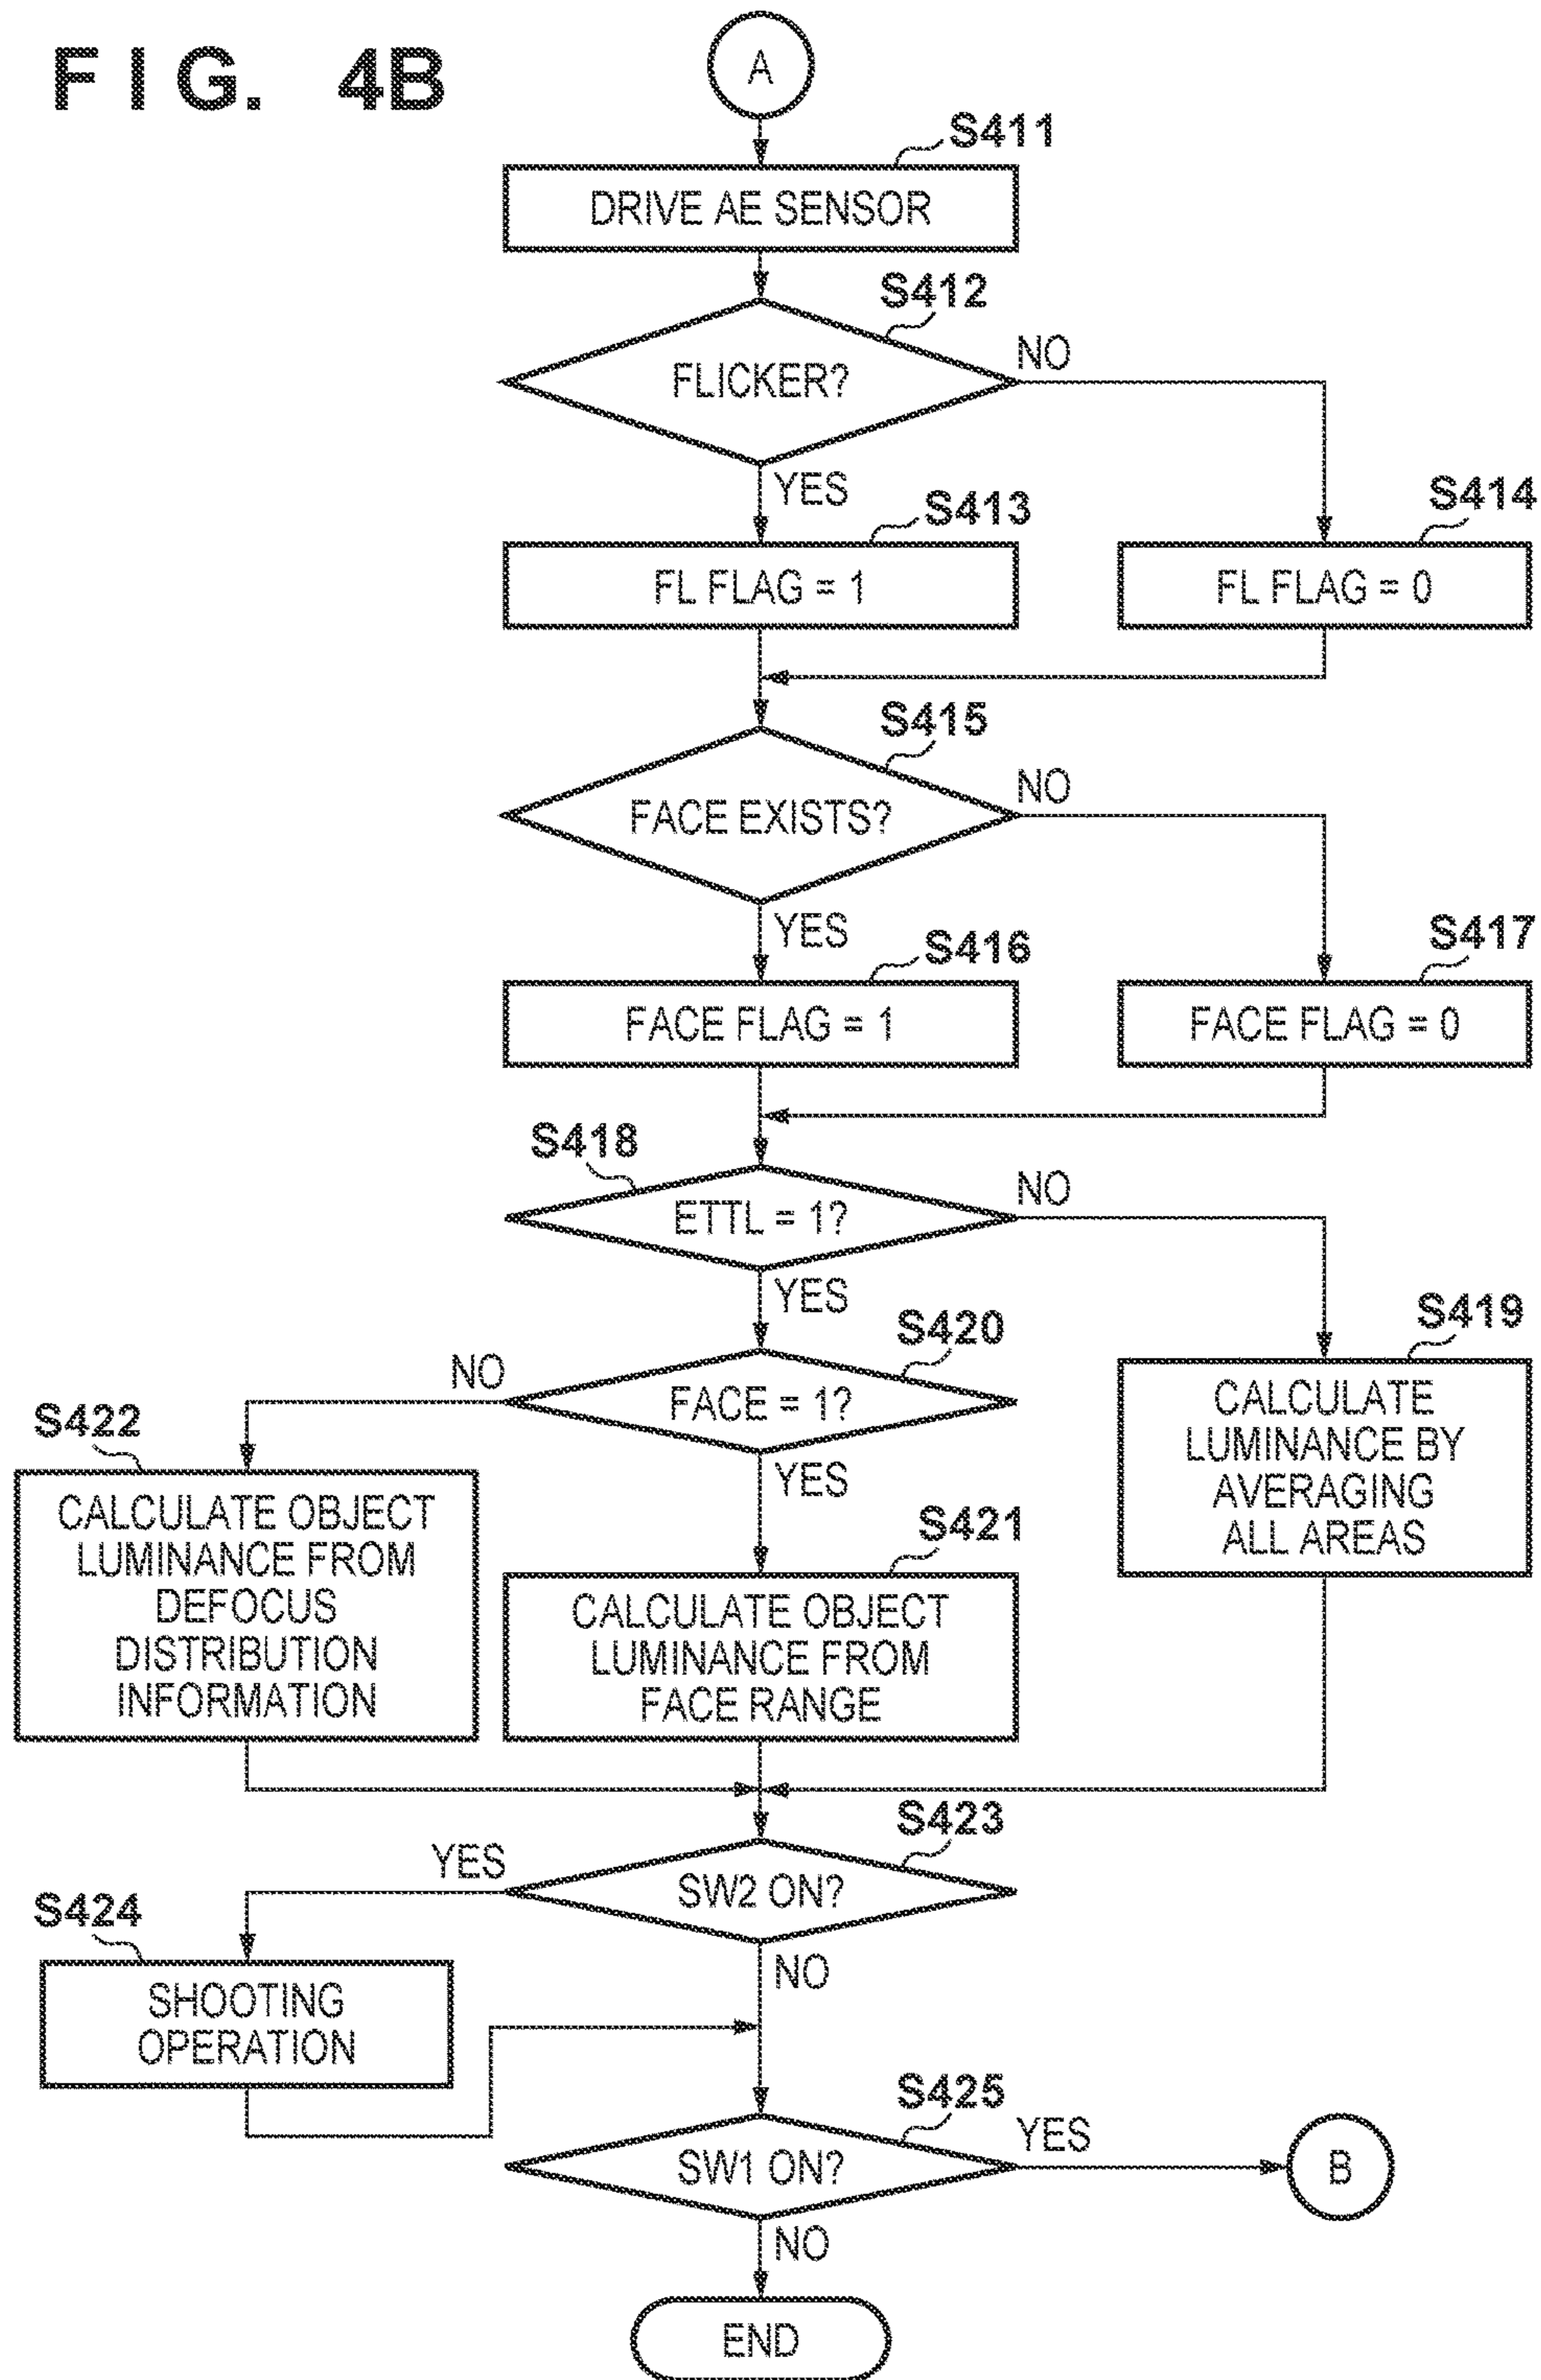 FIG. 4B
A
S411
DRIVE AE SENSOR
S412
FLICKER?
NO
YES
S413
FL FLAG = 1
S414
FL FLAG = 0
S415
FACE EXISTS?
NO
YES
S416
FACE FLAG = 1
S417
FACE FLAG = 0
S418
ETTL = 1?
NO
YES
S419
CALCULATE
LUMINANCE BY
AVERAGING
ALL AREAS
S420
FACE = 1?
NO
YES
S422
CALCULATE OBJECT
LUMINANCE FROM
DEFOCUS
DISTRIBUTION
INFORMATION
S421
CALCULATE OBJECT
LUMINANCE FROM
FACE RANGE
S423
SW2 ON?
YES
NO
S424
SHOOTING
OPERATION
S425
SW1 ON?
YES
B
NO
END